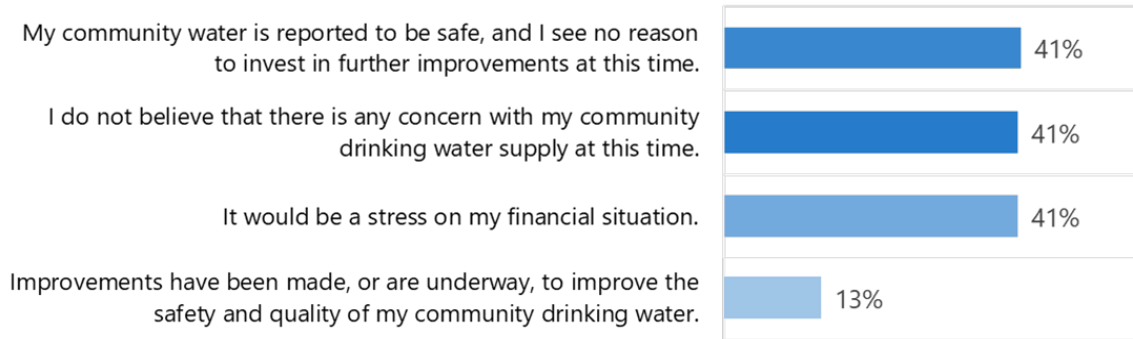 My community water is reported to be safe, and I see no reason
to invest in further improvements at this time.
41%
I do not believe that there is any concern with my community
drinking water supply at this time.
41%
It would be a stress on my financial situation.
41%
Improvements have been made, or are underway, to improve the
safety and quality of my community drinking water.
13%